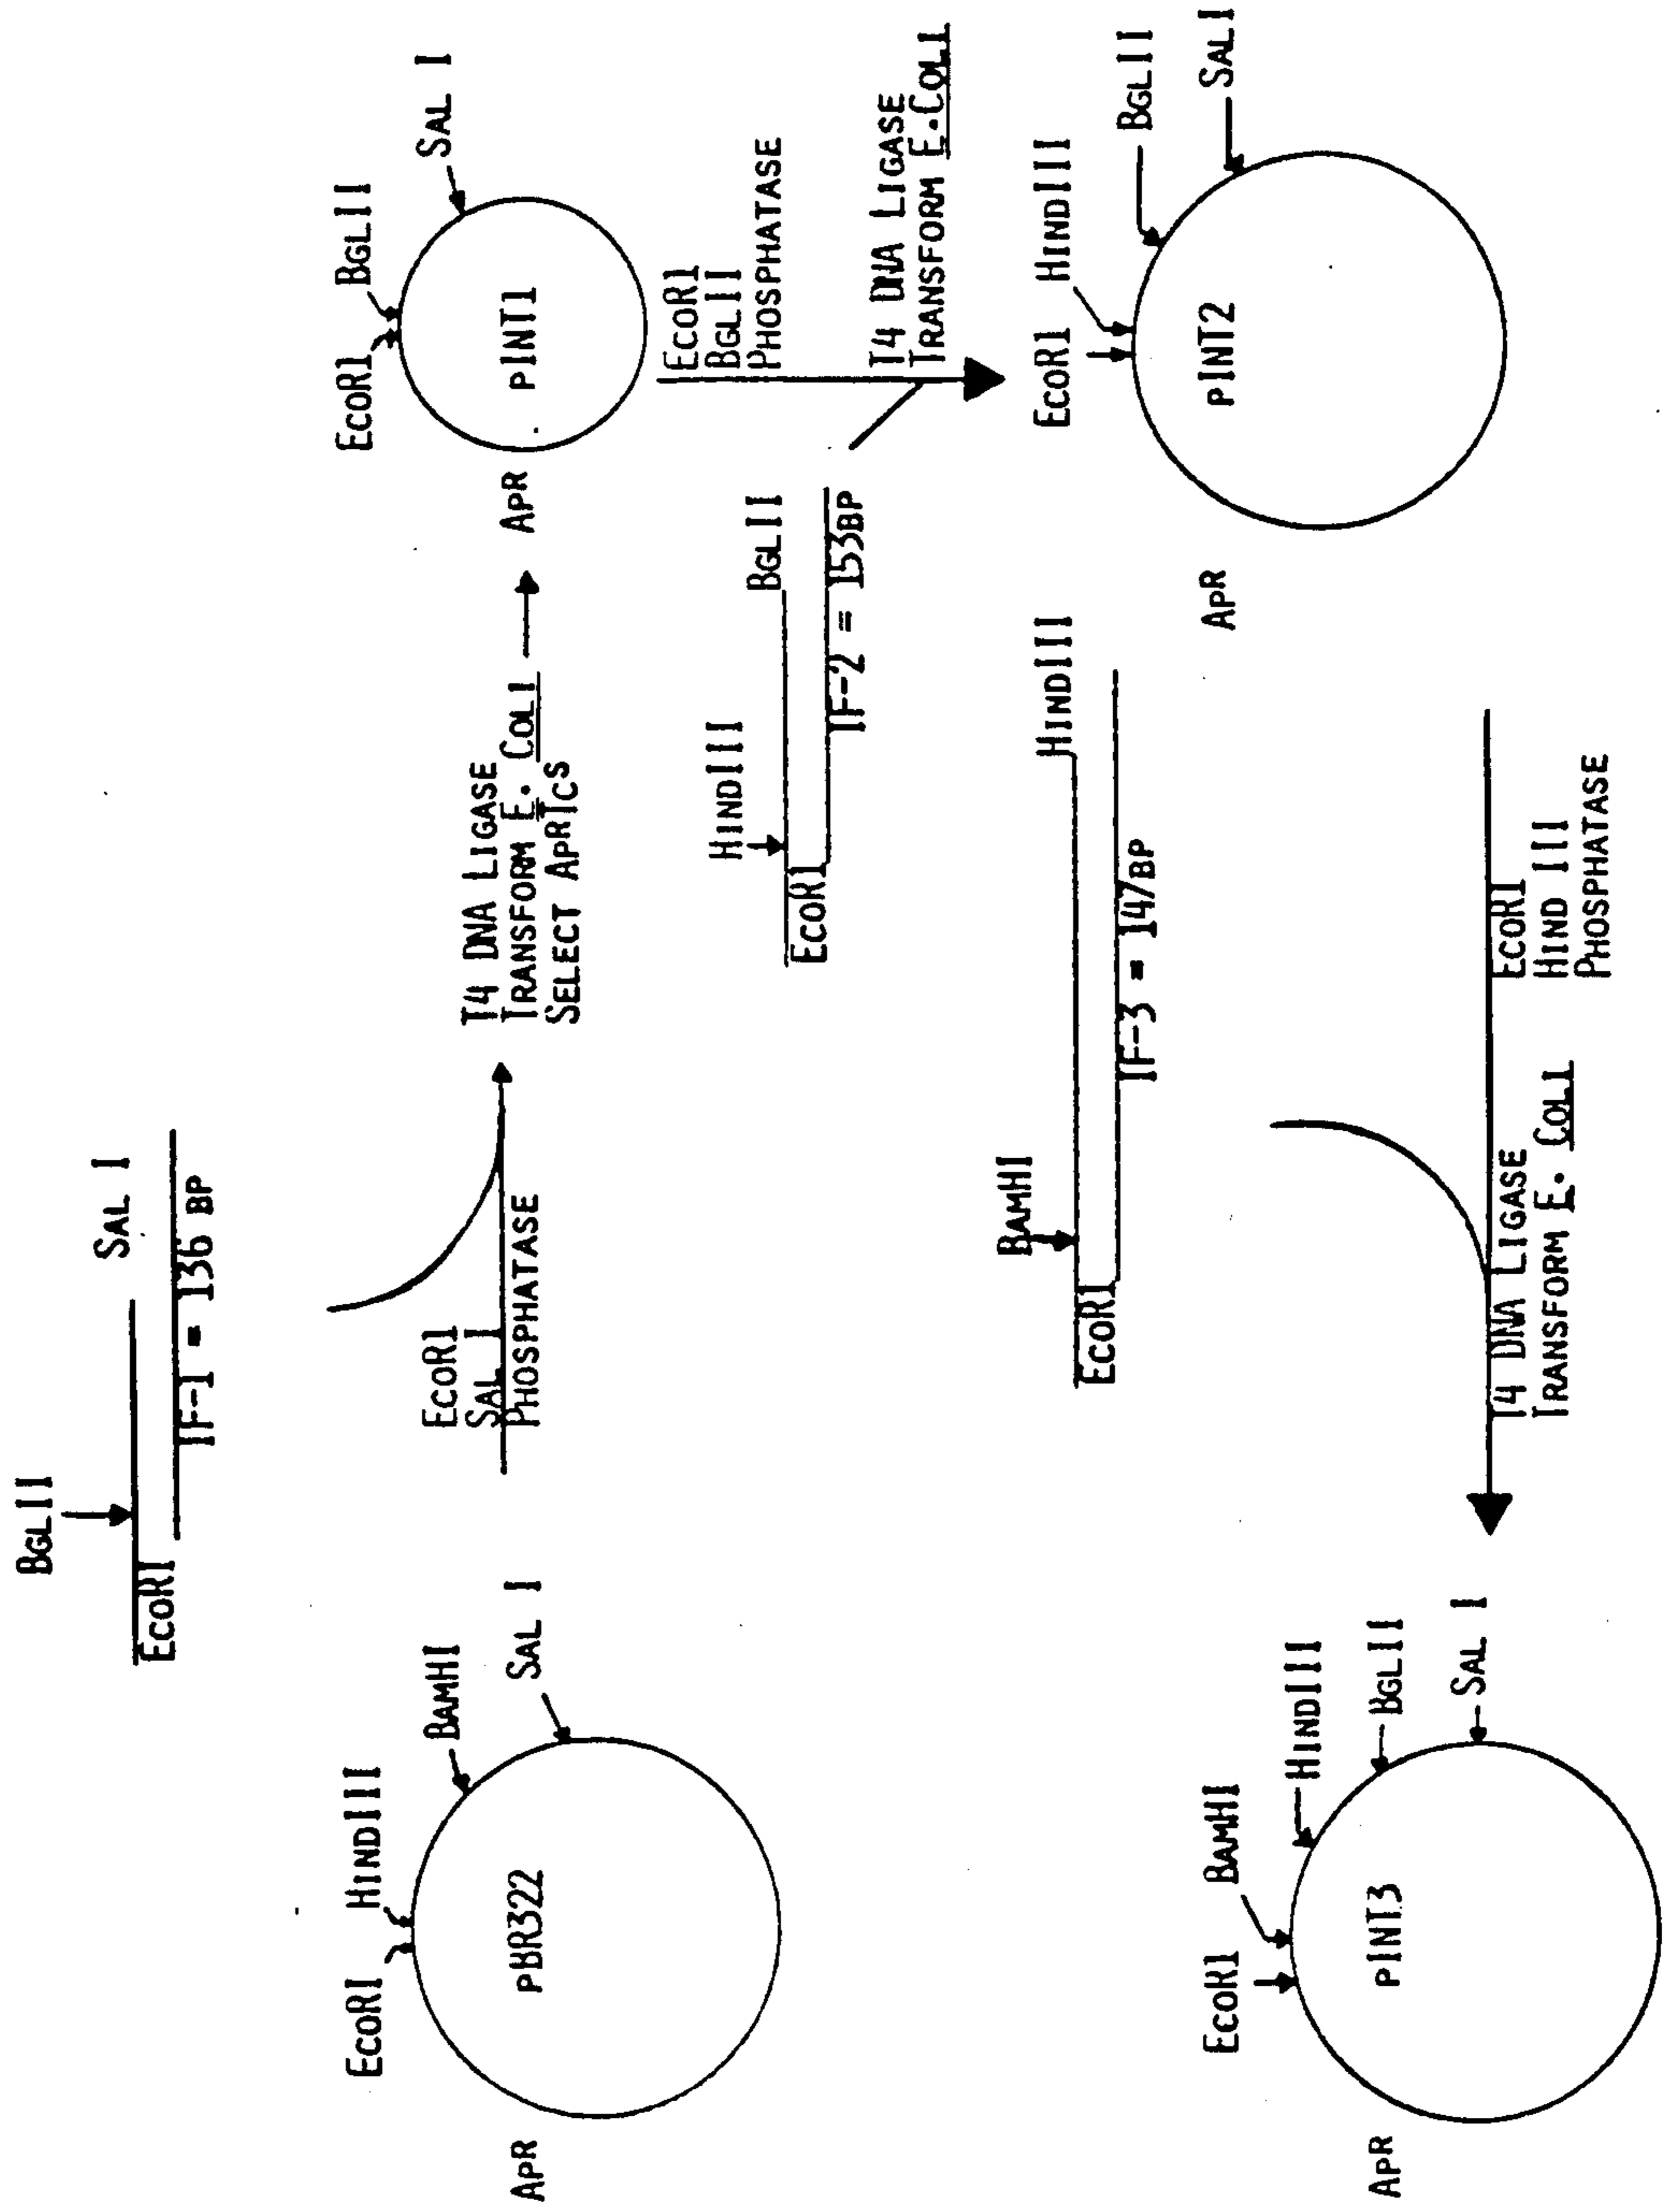 BglII
Sal I
EcoRI
IF-1 = 136 bp
EcoRI
HindIII
BamHI
Sal I
pBR322
ApR
EcoRI
Sal I
Phosphatase
T4 DNA Ligase
Transform E. Coli
Select AprTcs
EcoRI
BglII
Sal I
pINT1
ApR
EcoRI
BglII
Phosphatase
HindIII
BglII
EcoRI
IF-2 = 153bp
T4 DNA Ligase
Transform E.Coli
EcoRI
HindIII
BglII
SalI
pINT2
ApR
BamHI
HindIII
EcoRI
IF-3 = 147bp
EcoRI
Hind III
Phosphatase
T4 DNA Ligase
Transform E. Coli
EcoRI
BamHI
HindIII
BglII
Sal I
pINT3
ApR